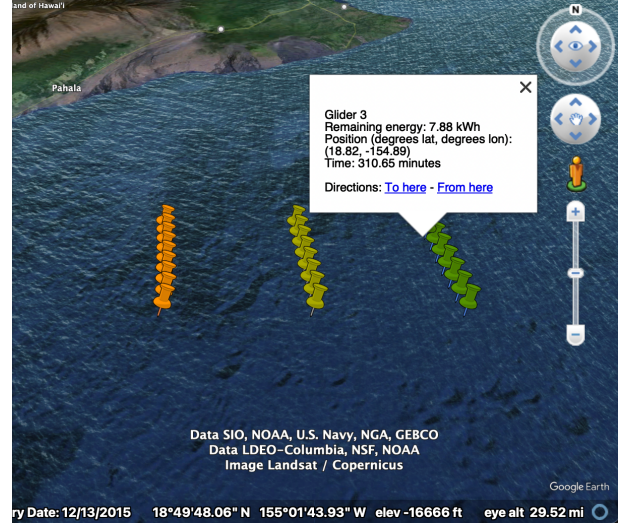 and of Hawai'i
N
Pahala
Glider 3
Remaining energy: 7.88 kWh
Position (degrees lat, degrees lon):
(18.82, -154.89)
Time: 310.65 minutes
Directions: To here - From here
Data SIO, NOAA, U.S. Navy, NGA, GEBCO
Data LDEO-Columbia, NSF, NOAA
Image Landsat / Copernicus
Google Earth
ry Date: 12/13/2015 18°49'48.06" N 155°01'43.93" W elev -16666 ft eye alt 29.52 mi